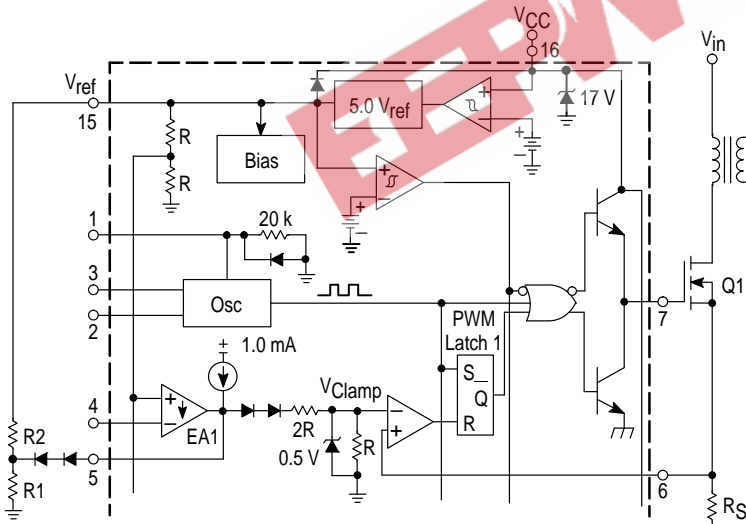 VCC
16
Vin
Vref
15
5.0 Vref
17 V
R
R
Bias
+
–
+
–
+
–
+
–
1
20 k
3
2
Osc
7
Q1
PWM
Latch 1
S
Q
R
+
1.0 mA
VClamp
4
+
–
EA1
2R
0.5 V
R
–
+
R2
R1
5
6
RS
EEPW